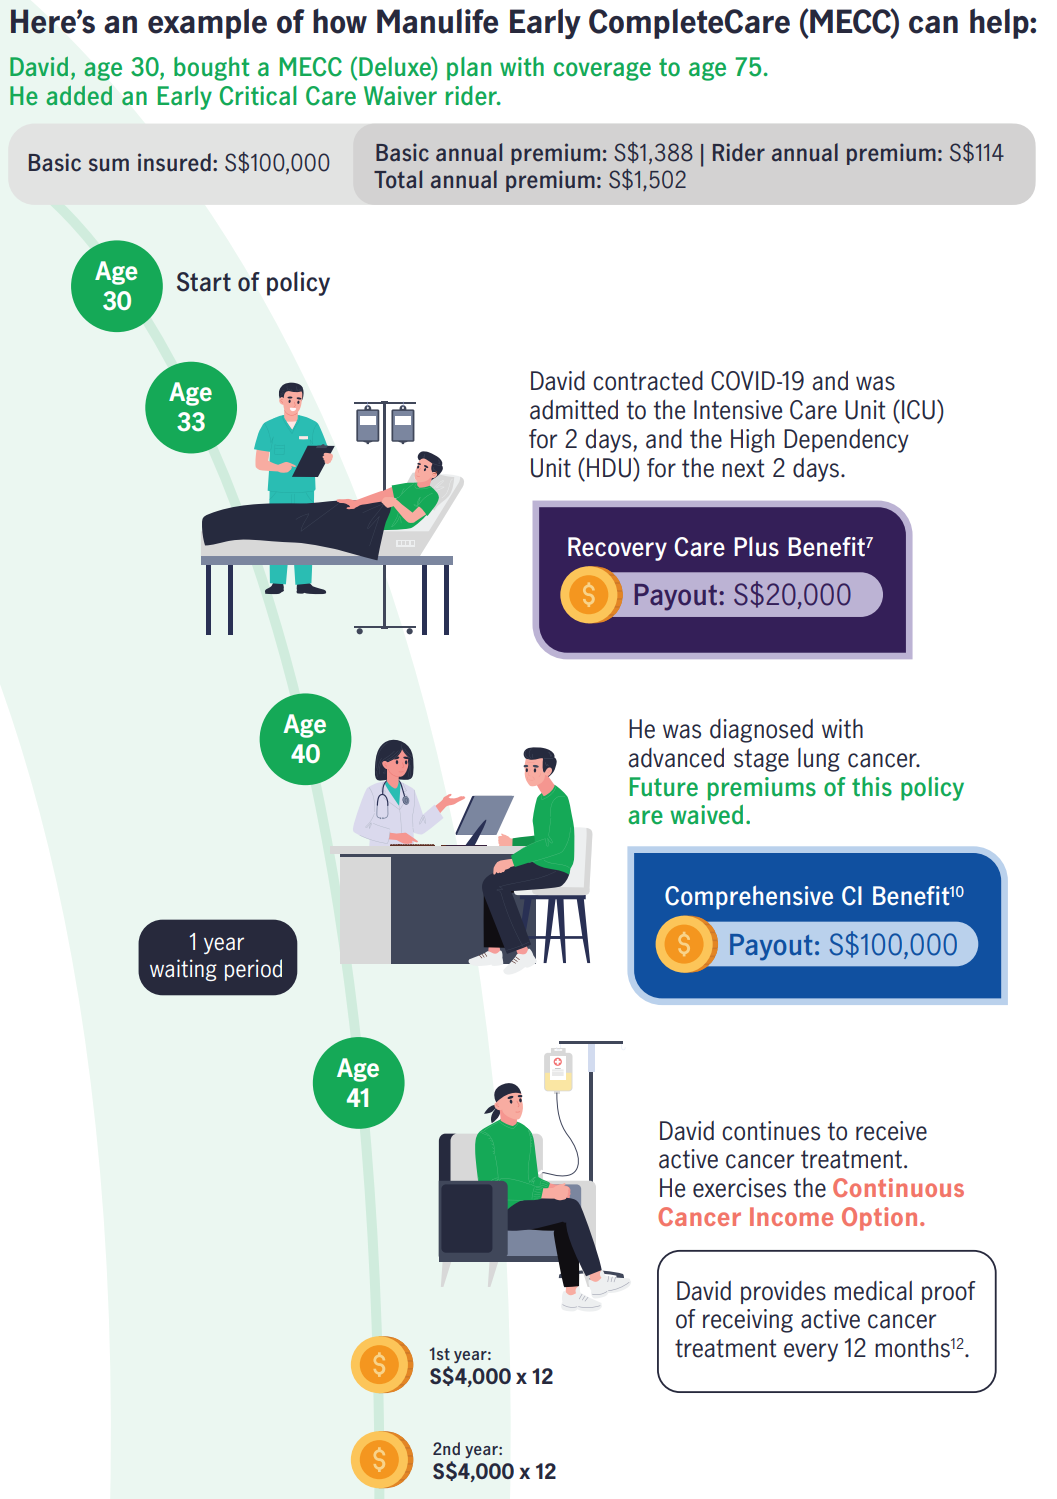 Here’s an example of how Manulife Early CompleteCare (MECC) can help:
David, age 30, bought a MECC (Deluxe) plan with coverage to age 75.
He added an Early Critical Care Waiver rider.
Basic sum insured: S$100,000
Basic annual premium: S$1,388 | Rider annual premium: S$114
Total annual premium: S$1,502
Age
30
Start of policy
Age
33
David contracted COVID-19 and was
admitted to the Intensive Care Unit (ICU)
for 2 days, and the High Dependency
Unit (HDU) for the next 2 days.
Recovery Care Plus Benefit⁷
$
Payout: S$20,000
Age
40
He was diagnosed with
advanced stage lung cancer.
Future premiums of this policy
are waived.
Comprehensive CI Benefit¹⁰
$
Payout: S$100,000
1 year
waiting period
Age
41
David continues to receive
active cancer treatment.
He exercises the Continuous
Cancer Income Option.
David provides medical proof
of receiving active cancer
treatment every 12 months¹².
$
1st year:
S$4,000 x 12
$
2nd year:
S$4,000 x 12